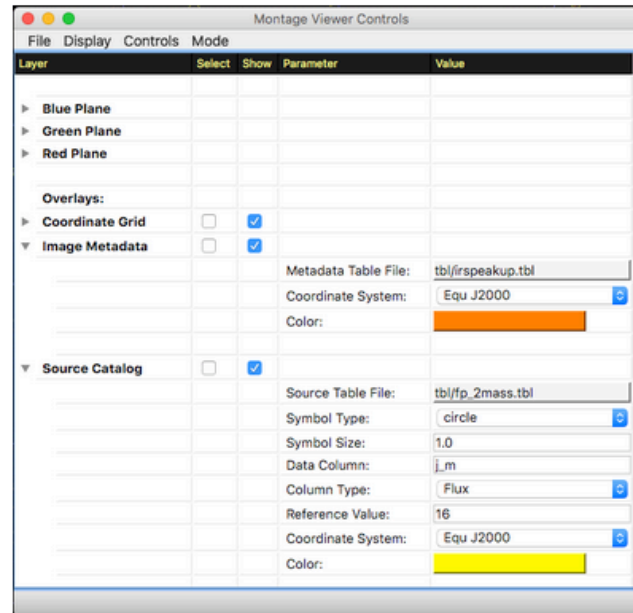 Montage Viewer Controls
File Display Controls Mode
Layer Select Show Parameter Value
Blue Plane
Green Plane
Red Plane
Overlays:
Coordinate Grid
Image Metadata
Metadata Table File: tbl/irspeakup.tbl
Coordinate System: Equ J2000
Color:
Source Catalog
Source Table File: tbl/fp_2mass.tbl
Symbol Type: circle
Symbol Size: 1.0
Data Column: j_m
Column Type: Flux
Reference Value: 16
Coordinate System: Equ J2000
Color: